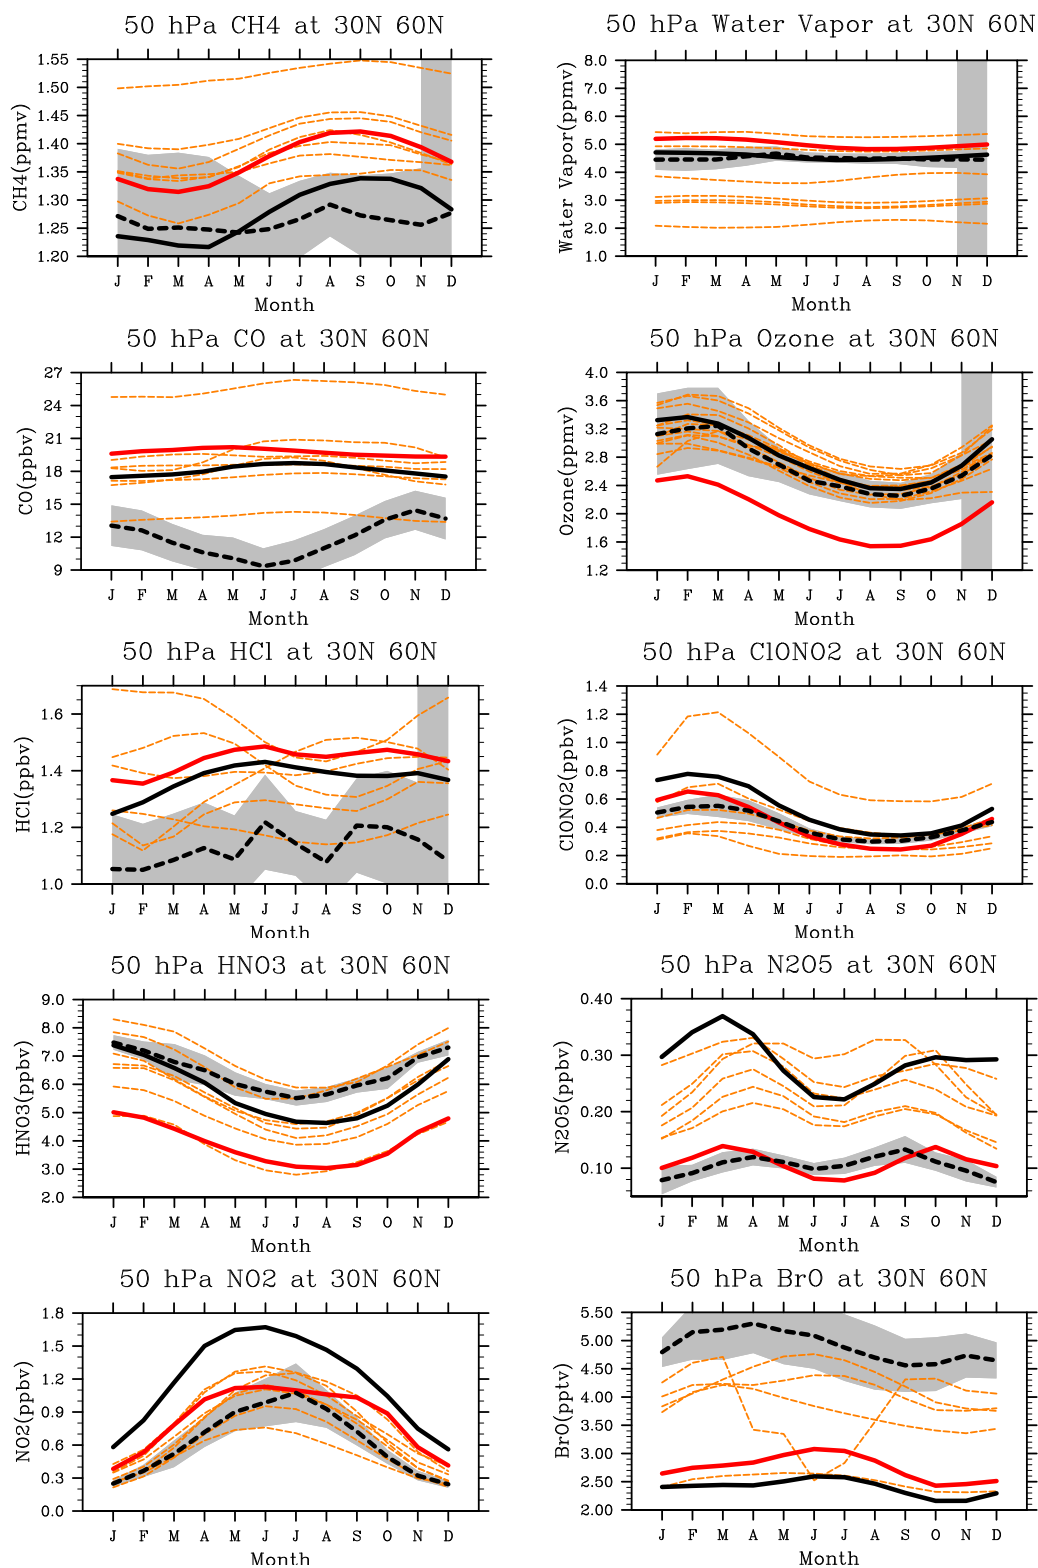 50 hPa CH4 at 30N 60N
CH4(ppmv)
1.55
1.50
1.45
1.40
1.35
1.30
1.25
1.20
J F M A M J J A S O N D
Month
50 hPa Water Vapor at 30N 60N
Water Vapor(ppmv)
8.0
7.0
6.0
5.0
4.0
3.0
2.0
1.0
J F M A M J J A S O N D
Month
50 hPa CO at 30N 60N
CO(ppbv)
27
24
21
18
15
12
9
J F M A M J J A S O N D
Month
50 hPa Ozone at 30N 60N
Ozone(ppmv)
4.0
3.6
3.2
2.8
2.4
2.0
1.6
1.2
J F M A M J J A S O N D
Month
50 hPa HCl at 30N 60N
HCl(ppbv)
1.6
1.4
1.2
1.0
J F M A M J J A S O N D
Month
50 hPa ClONO2 at 30N 60N
ClONO2(ppbv)
1.4
1.2
1.0
0.8
0.6
0.4
0.2
0.0
J F M A M J J A S O N D
Month
50 hPa HNO3 at 30N 60N
HNO3(ppbv)
9.0
8.0
7.0
6.0
5.0
4.0
3.0
2.0
J F M A M J J A S O N D
Month
50 hPa N2O5 at 30N 60N
N2O5(ppbv)
0.40
0.30
0.20
0.10
J F M A M J J A S O N D
Month
50 hPa NO2 at 30N 60N
NO2(ppbv)
1.8
1.5
1.2
0.9
0.6
0.3
0.0
J F M A M J J A S O N D
Month
50 hPa BrO at 30N 60N
BrO(pptv)
5.50
5.00
4.50
4.00
3.50
3.00
2.50
2.00
J F M A M J J A S O N D
Month